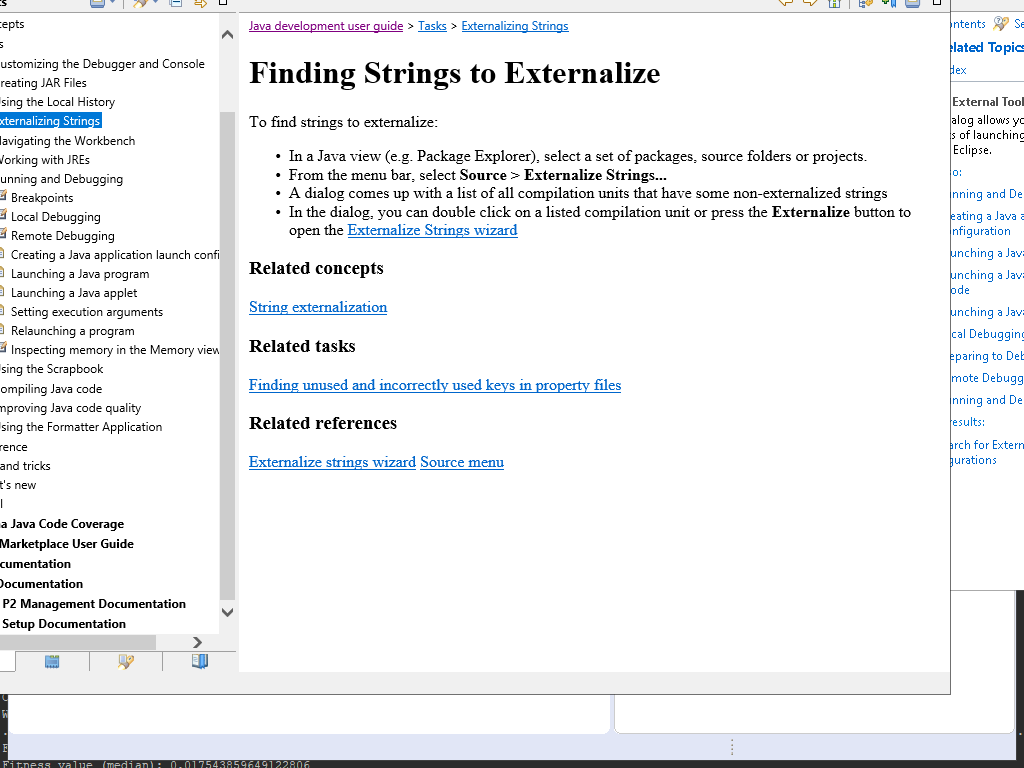 Java development user guide > Tasks > Externalizing Strings
Finding Strings to Externalize
To find strings to externalize:
• In a Java view (e.g. Package Explorer), select a set of packages, source folders or projects.
• From the menu bar, select Source > Externalize Strings...
• A dialog comes up with a list of all compilation units that have some non-externalized strings
• In the dialog, you can double click on a listed compilation unit or press the Externalize button to
open the Externalize Strings wizard
Related concepts
String externalization
Related tasks
Finding unused and incorrectly used keys in property files
Related references
Externalize strings wizard Source menu
cepts
s
ustomizing the Debugger and Console
reating JAR Files
sing the Local History
xternalizing Strings
lavigating the Workbench
Vorking with JREs
unning and Debugging
Breakpoints
Local Debugging
Remote Debugging
Creating a Java application launch confi
Launching a Java program
Launching a Java applet
Setting execution arguments
Relaunching a program
Inspecting memory in the Memory view
sing the Scrapbook
ompiling Java code
mproving Java code quality
sing the Formatter Application
rence
and tricks
t's new
l
a Java Code Coverage
Marketplace User Guide
cumentation
Documentation
P2 Management Documentation
Setup Documentation
ontents Se
elated Topics
dex
External Tool
alog allows yo
s of launching
Eclipse.
o:
nning and De
eating a Java a
nfiguration
unching a Java
unching a Java
ode
unching a Java
cal Debugging
eparing to Deb
mote Debugg
nning and De
esults:
arch for Extern
gurations
Fitness value (median): 0.017543859649122806